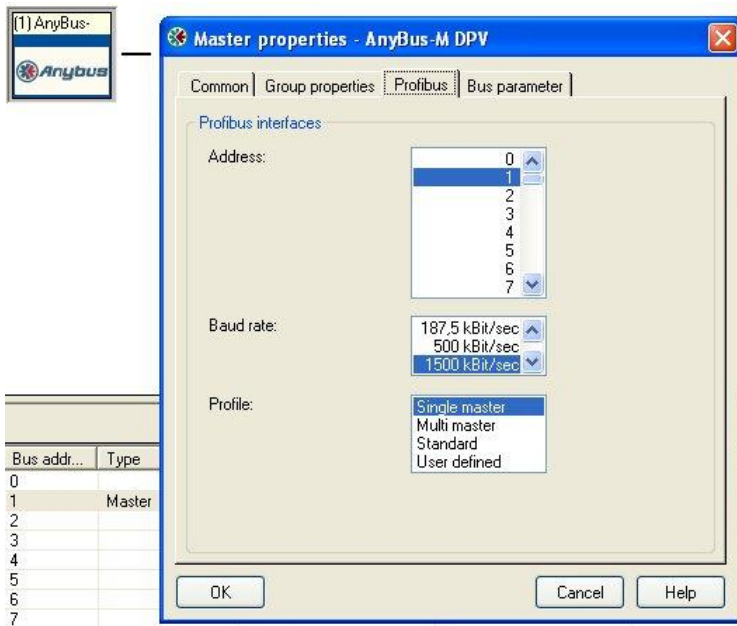 (1) AnyBus-
Anybus
Master properties - AnyBus-M DPV
Common
Group properties
Profibus
Bus parameter
Profibus interfaces
Address:
0
1
2
3
4
5
6
7
Baud rate:
187,5 kBit/sec
500 kBit/sec
1500 kBit/sec
Profile:
Single master
Multi master
Standard
User defined
Bus addr... Type
0
1 Master
2
3
4
5
6
7
OK
Cancel
Help